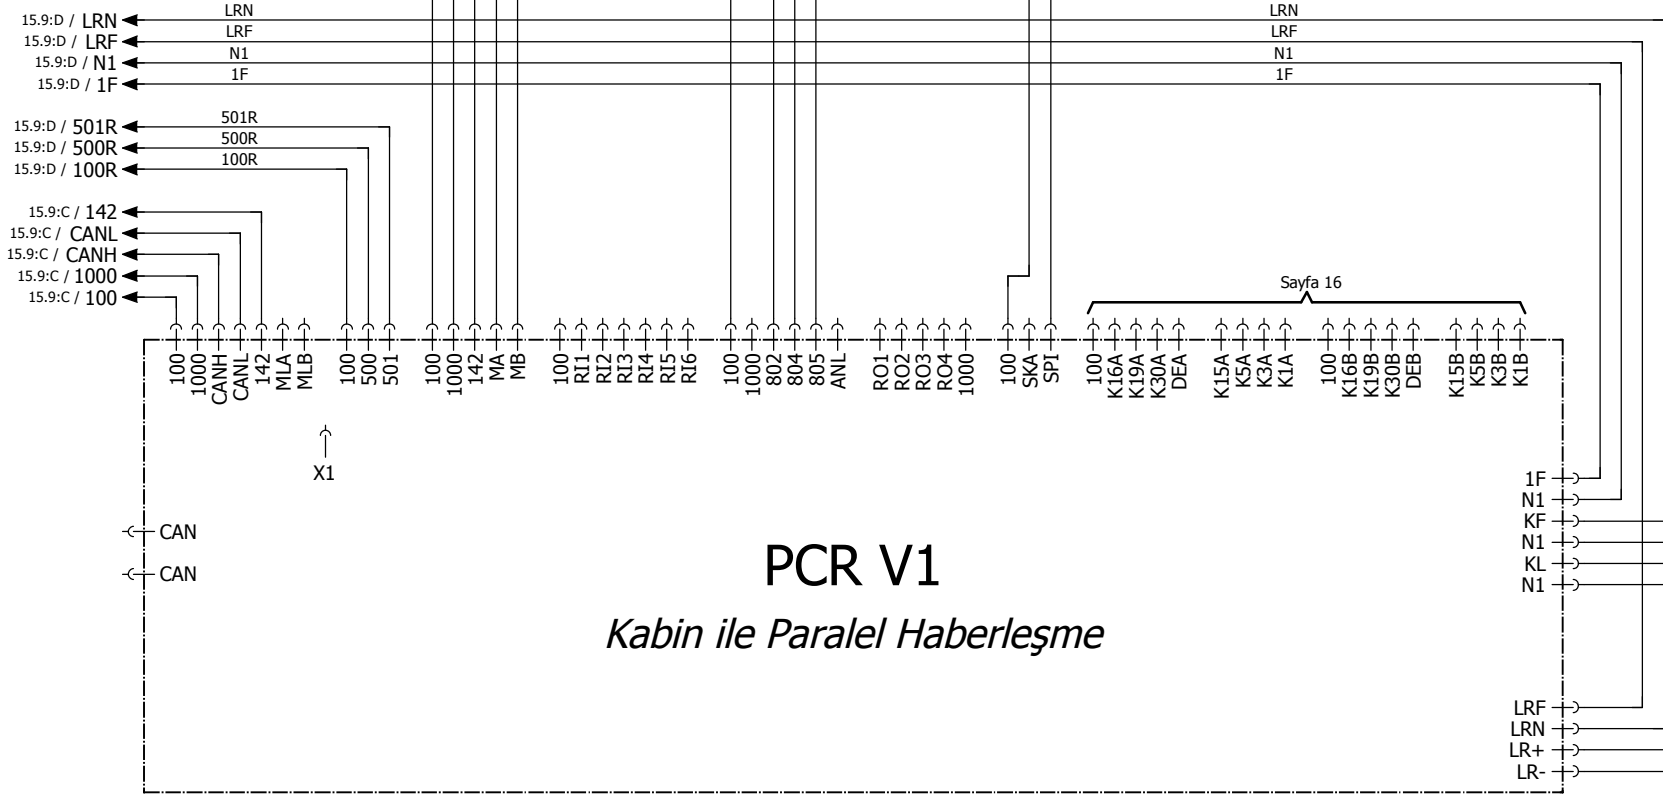 15.9:D / LRN LRN LRN
15.9:D / LRF LRF LRF
15.9:D / N1 N1 N1
15.9:D / 1F 1F 1F
15.9:D / 501R 501R
15.9:D / 500R 500R
15.9:D / 100R 100R
15.9:C / 142
15.9:C / CANL
15.9:C / CANH
15.9:C / 1000
15.9:C / 100
Sayfa 16
100 1000 CANH CANL 142 MLA MLB 100 500 501 100 1000 142 MA MB 100 RI1 RI2 RI3 RI4 RI5 RI6 100 1000 802 804 805 ANL RO1 RO2 RO3 RO4 1000 100 SKA SPI 100 K16A K19A K30A DEA K15A K5A K3A K1A 100 K16B K19B K30B DEB K15B K5B K3B K1B
X1
CAN
CAN
PCR V1
Kabin ile Paralel Haberleşme
1F
N1
KF
N1
KL
N1
LRF
LRN
LR+
LR-